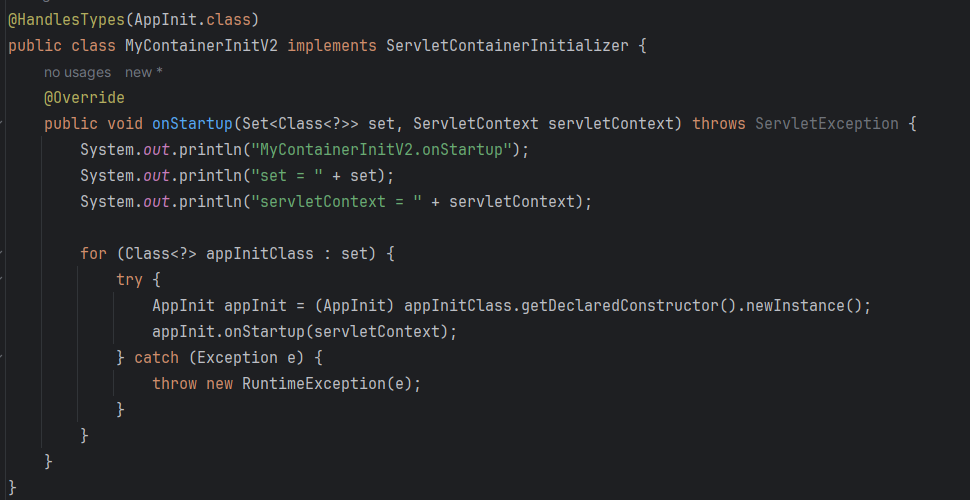 @HandlesTypes(AppInit.class)
public class MyContainerInitV2 implements ServletContainerInitializer {
no usages new *
@Override
public void onStartup(Set<Class<?>> set, ServletContext servletContext) throws ServletException {
System.out.println("MyContainerInitV2.onStartup");
System.out.println("set = " + set);
System.out.println("servletContext = " + servletContext);
for (Class<?> appInitClass : set) {
try {
AppInit appInit = (AppInit) appInitClass.getDeclaredConstructor().newInstance();
appInit.onStartup(servletContext);
} catch (Exception e) {
throw new RuntimeException(e);
}
}
}
}